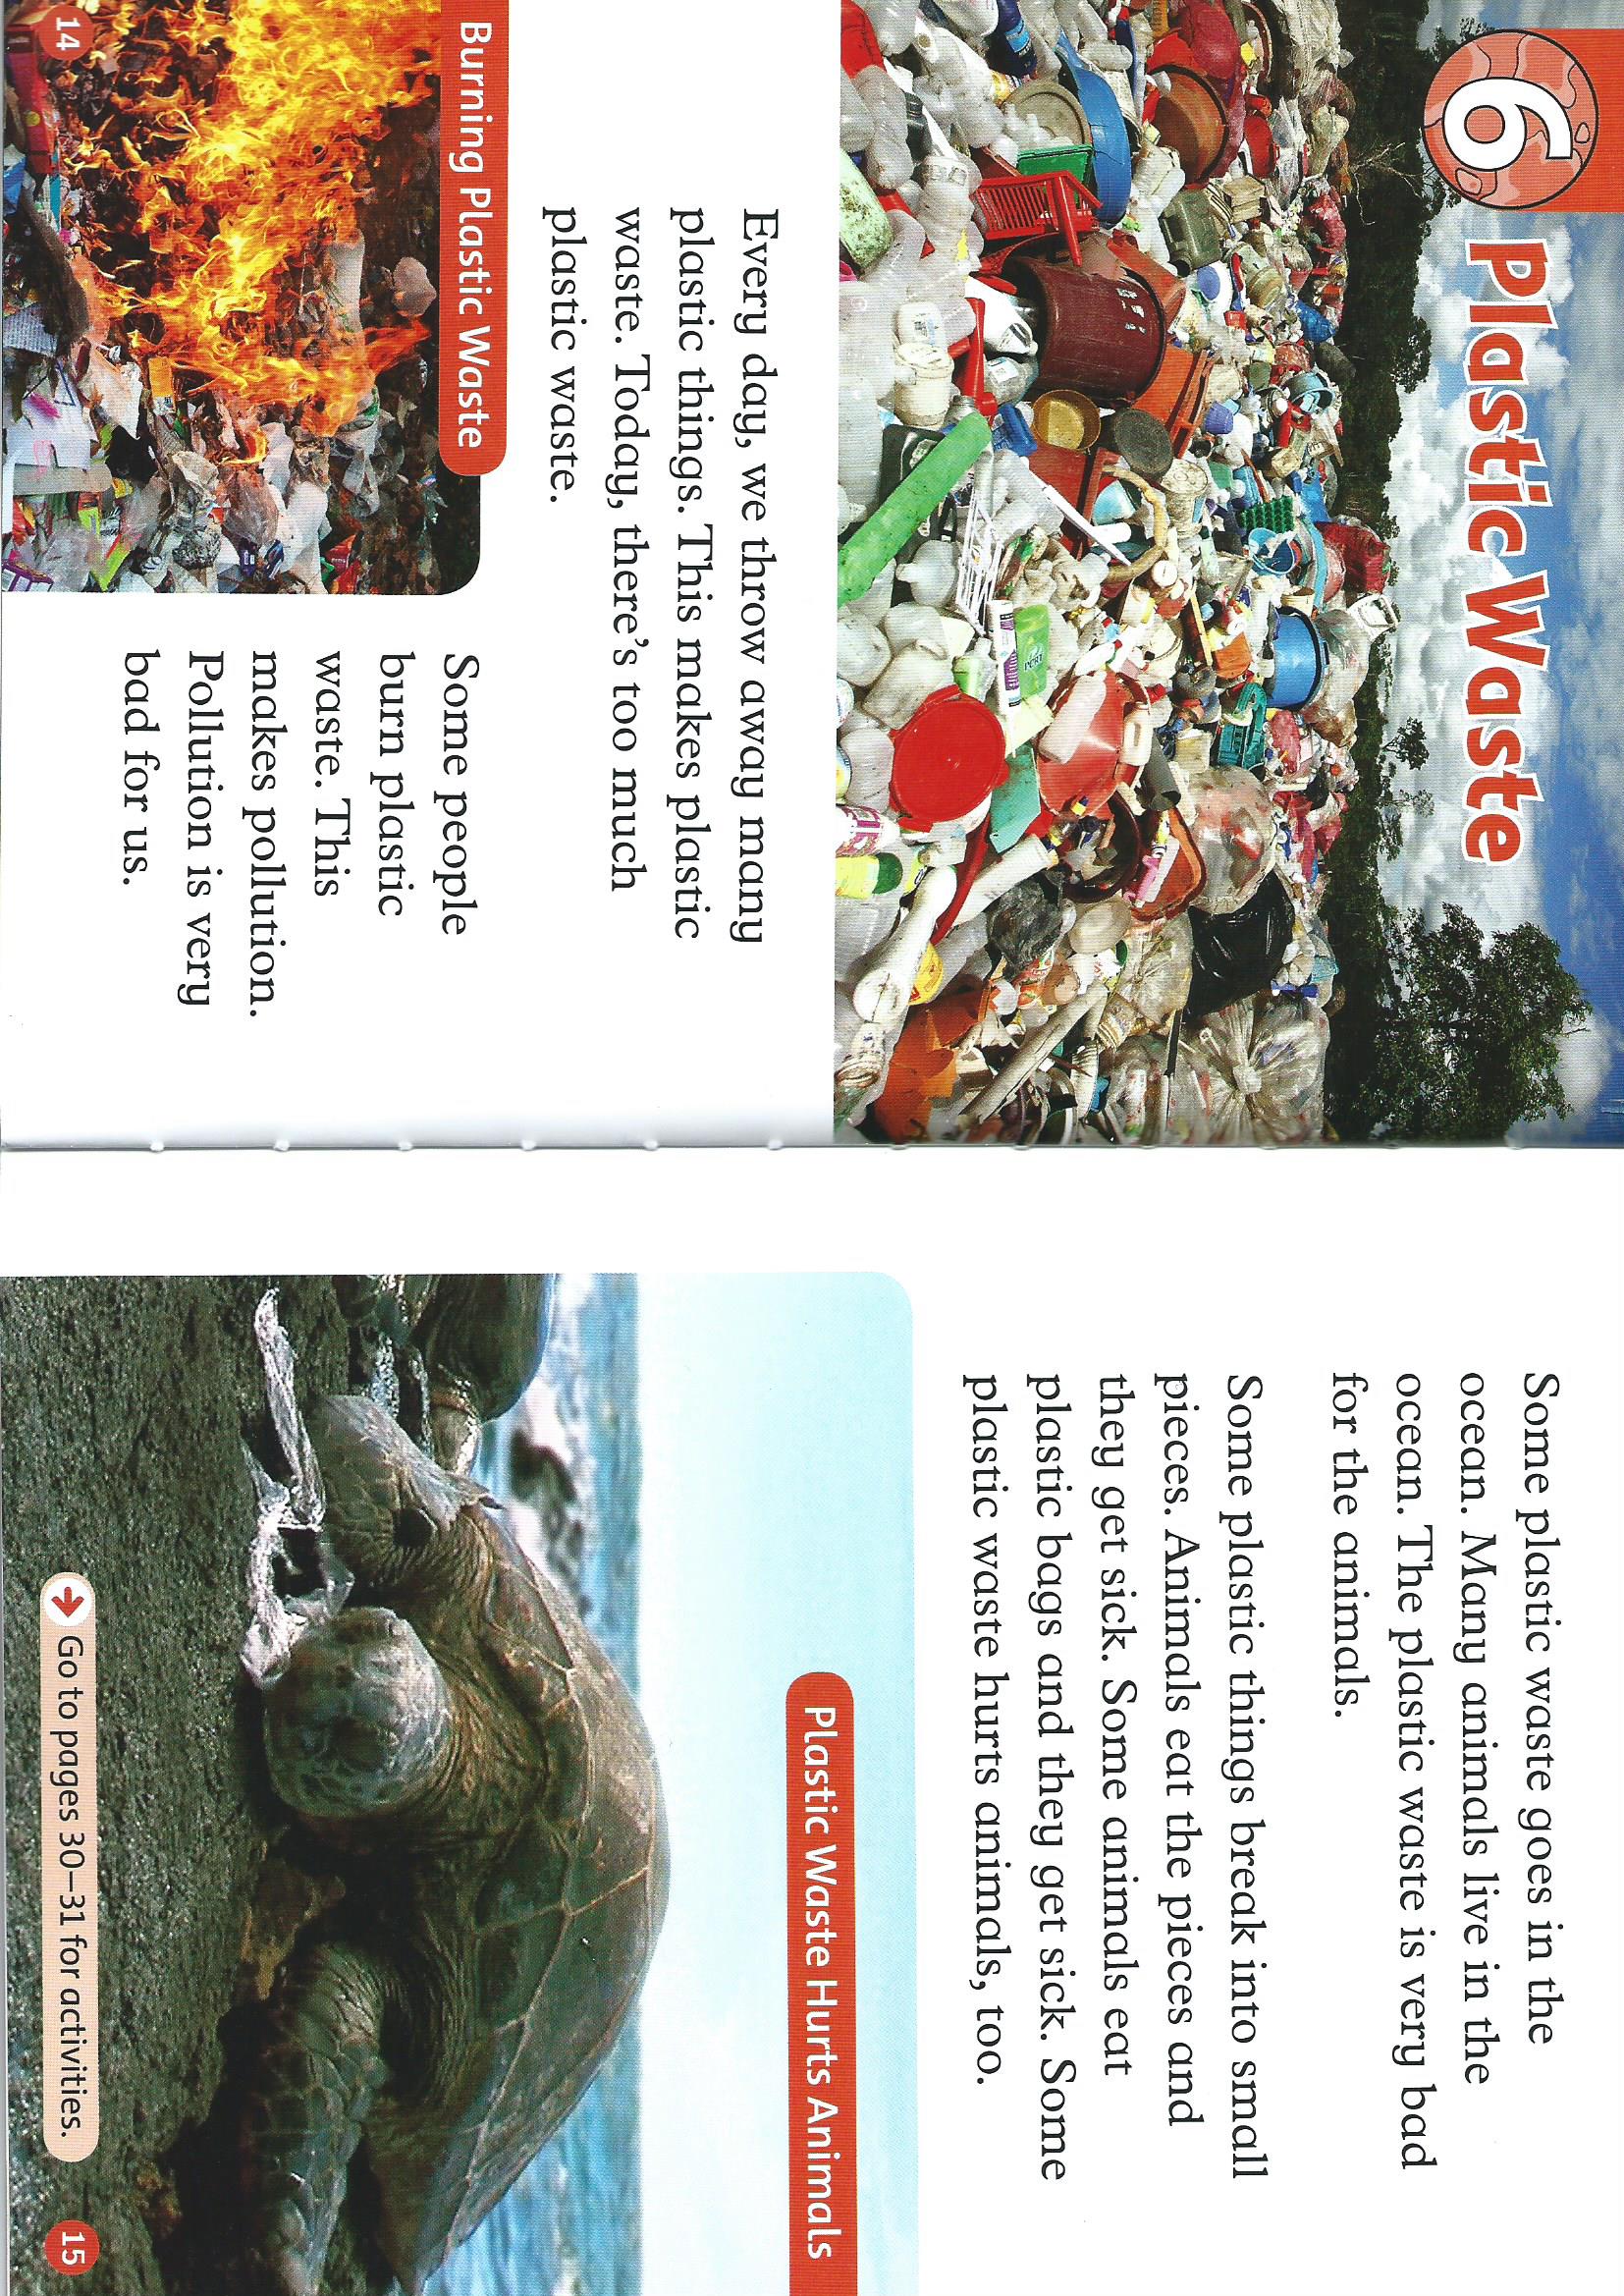 6
Plastic Waste
Every day, we throw away many
plastic things. This makes plastic
waste. Today, there's too much
plastic waste.
Burning Plastic Waste
Some people
burn plastic
waste. This
makes pollution.
Pollution is very
bad for us.
14
Some plastic waste goes in the
ocean. Many animals live in the
ocean. The plastic waste is very bad
for the animals.
Some plastic things break into small
pieces. Animals eat the pieces and
they get sick. Some animals eat
plastic bags and they get sick. Some
plastic waste hurts animals, too.
Plastic Waste Hurts Animals
Go to pages 30–31 for activities.
15